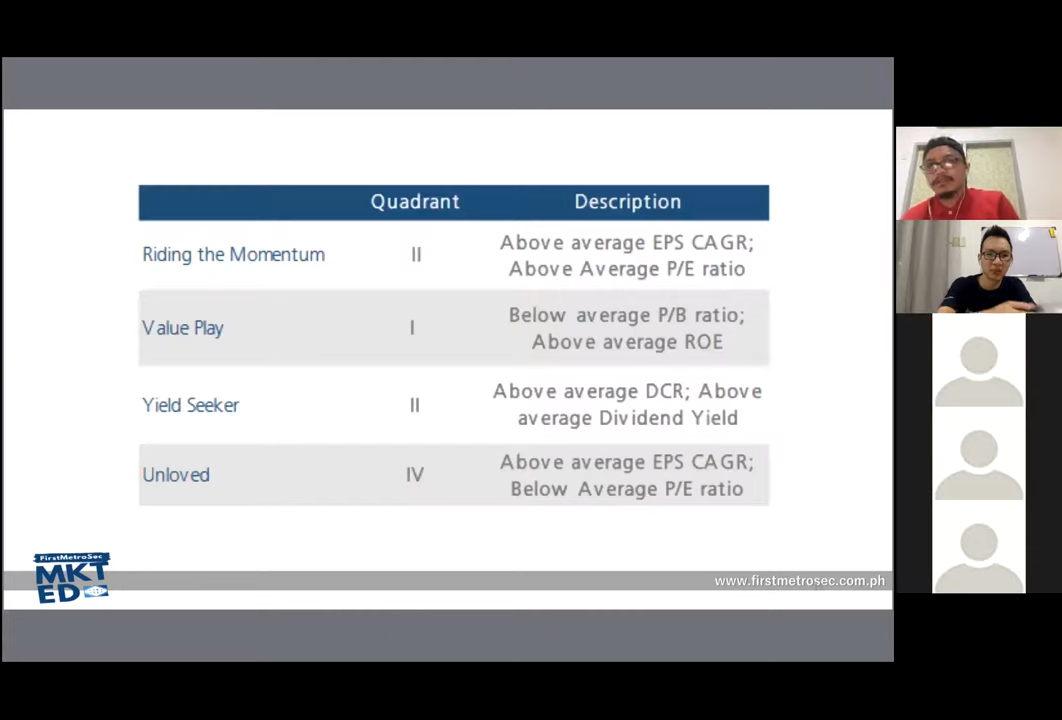 Quadrant Description
Riding the Momentum II Above average EPS CAGR;
Above Average P/E ratio
Value Play I Below average P/B ratio;
Above average ROE
Yield Seeker II Above average DCR; Above
average Dividend Yield
Unloved IV Above average EPS CAGR;
Below Average P/E ratio
FirstMetroSec
MKT
ED
www.firstmetrosec.com.ph